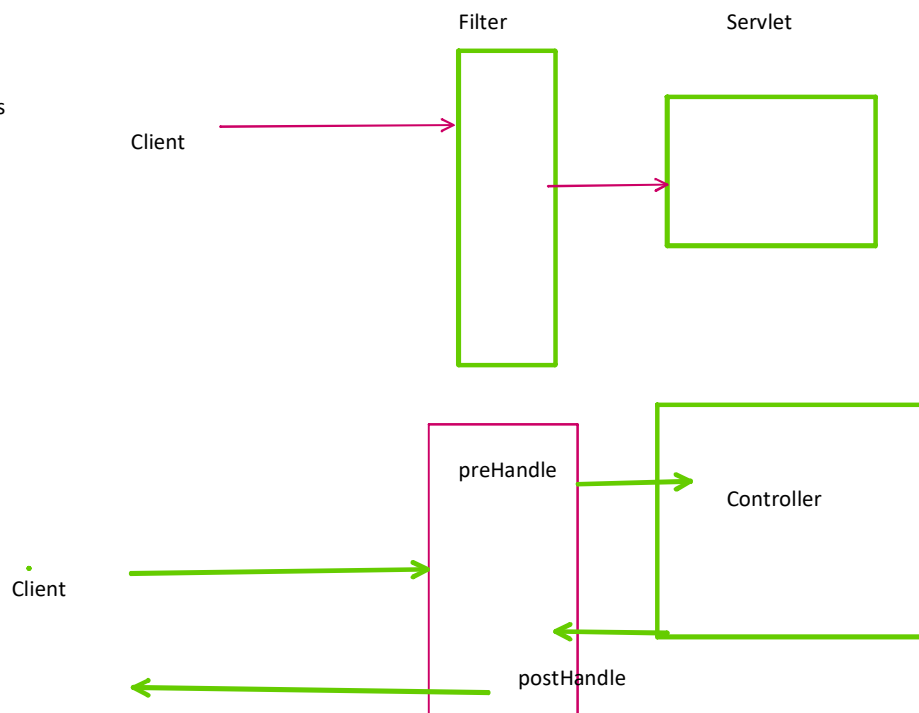 Filter
Servlet
s
Client
preHandle
Controller
Client
postHandle